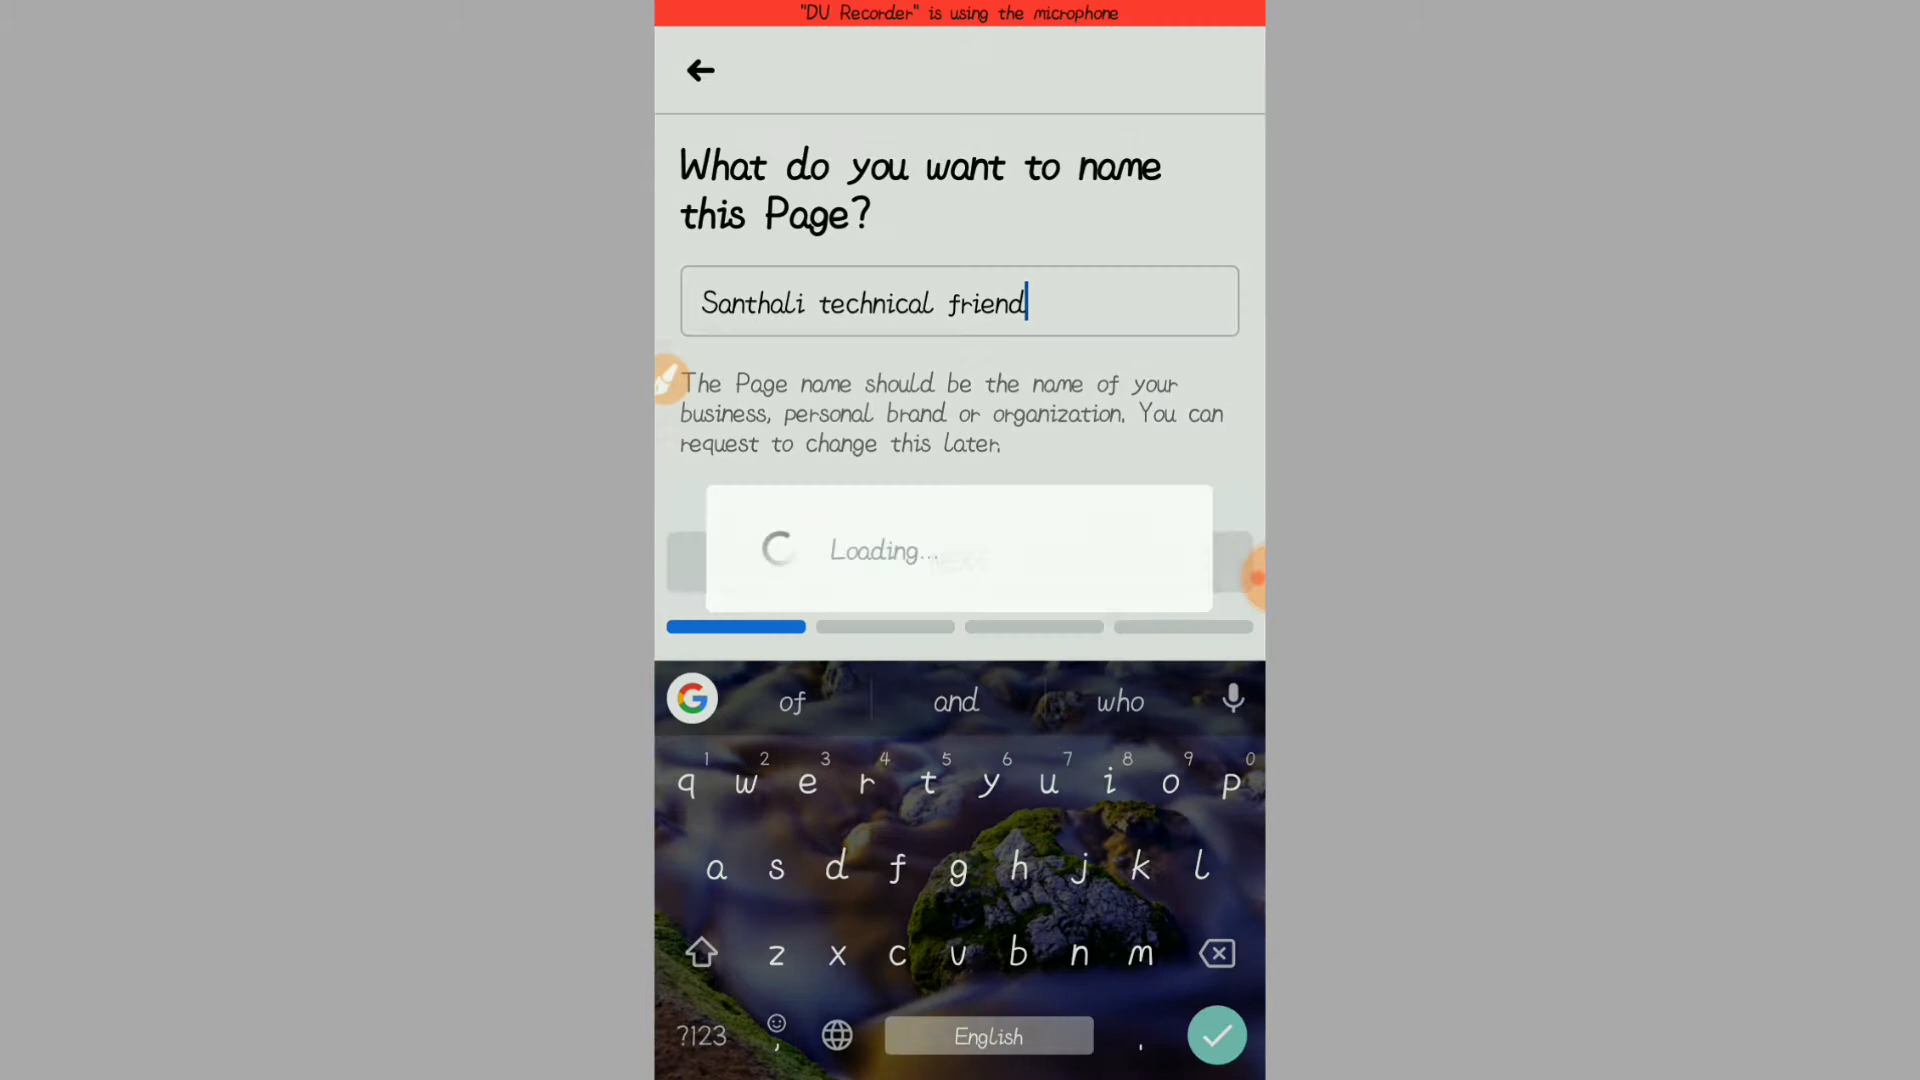 "DU Recorder" is using the microphone
What do you want to name
this Page?
Santhali technical friend
The Page name should be the name of your
business, personal brand or organization. You can
request to change this later.
Loading...
NEXT
of and who
1 2 3 4 5 6 7 8 9 0
q w e r t y u i o p
a s d f g h j k l
z x c v b n m
?123 , English .